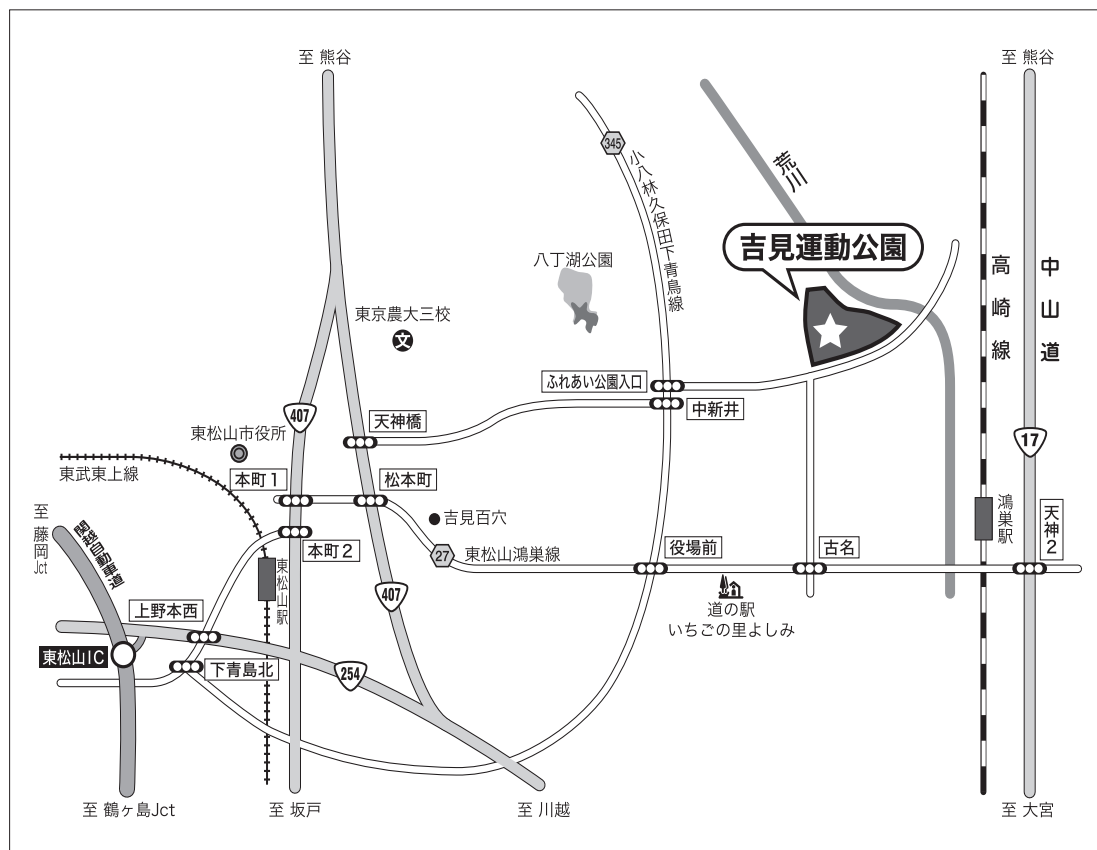 至 熊谷
至 熊谷
345
小八林久保田下青鳥線
荒川
吉見運動公園
高崎線
中山道
八丁湖公園
東京農大三校
文
ふれあい公園入口
中新井
407
天神橋
17
東松山市役所
東武東上線
本町1
松本町
至 藤岡Jct
関越自動車道
吉見百穴
鴻巣駅
天神2
本町2
27
東松山鴻巣線
役場前
古名
東松山駅
407
道の駅
いちごの里よしみ
上野本西
東松山IC
下青島北
254
至 鶴ヶ島Jct
至 坂戸
至 川越
至 大宮